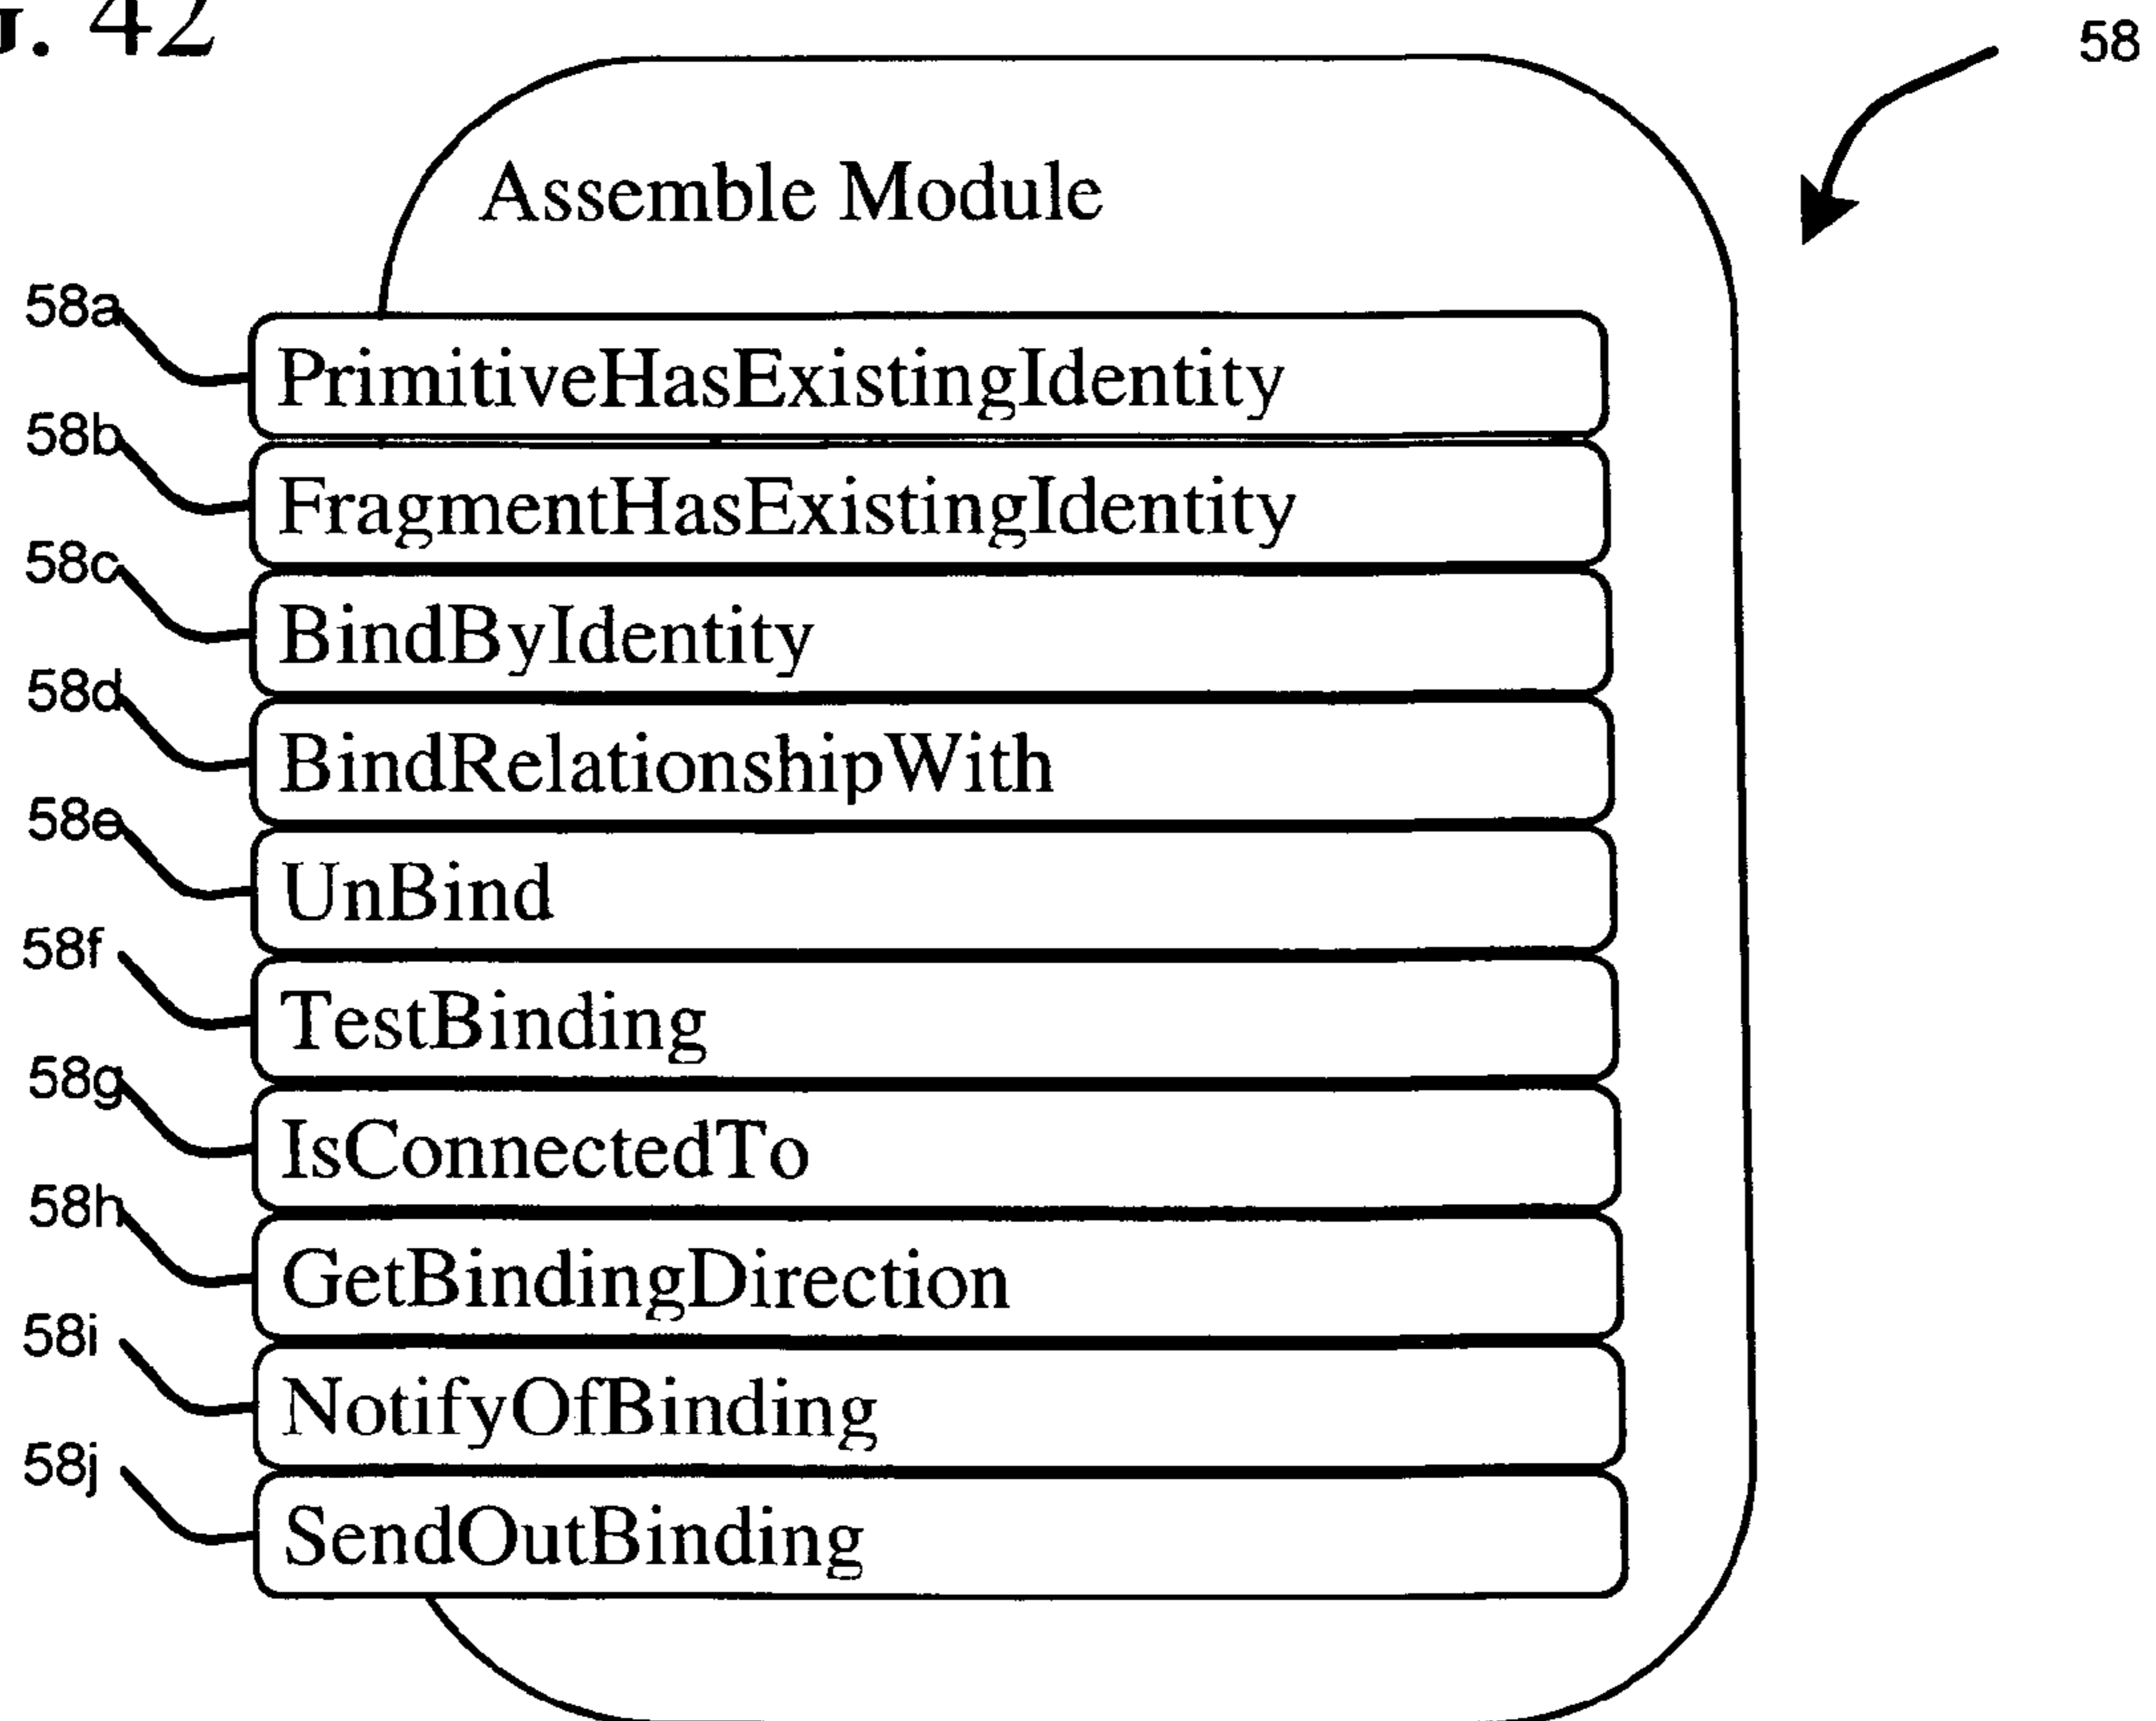 . 42
58
Assemble Module
58a
PrimitiveHasExistingIdentity
58b
FragmentHasExistingIdentity
58c
BindByIdentity
58d
BindRelationshipWith
58e
UnBind
58f
TestBinding
58g
IsConnectedTo
58h
GetBindingDirection
58i
NotifyOfBinding
58j
SendOutBinding